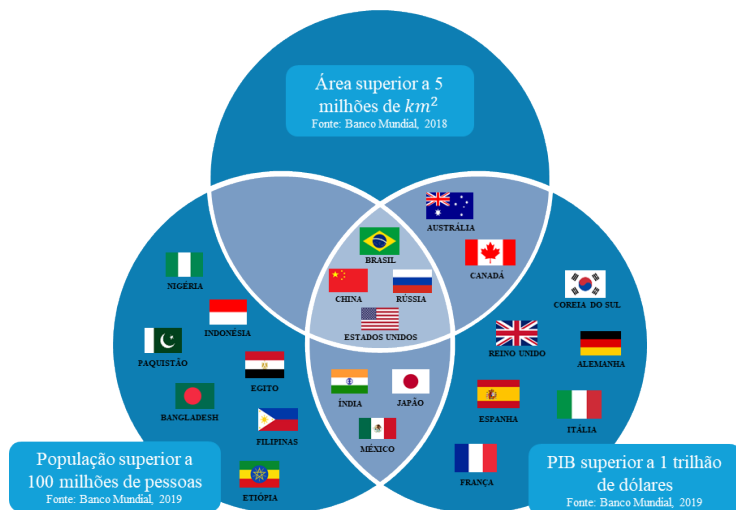 Área superior a 5
milhões de km²
Fonte: Banco Mundial, 2018
AUSTRÁLIA
BRASIL
CANADÁ
NIGÉRIA
CHINA
RÚSSIA
COREIA DO SUL
INDONÉSIA
ESTADOS UNIDOS
REINO UNIDO
PAQUISTÃO
ALEMANHA
EGITO
ÍNDIA
JAPÃO
BANGLADESH
ESPANHA
ITÁLIA
FILIPINAS
MÉXICO
FRANÇA
ETIÓPIA
População superior a
100 milhões de pessoas
Fonte: Banco Mundial, 2019
PIB superior a 1 trilhão
de dólares
Fonte: Banco Mundial, 2019